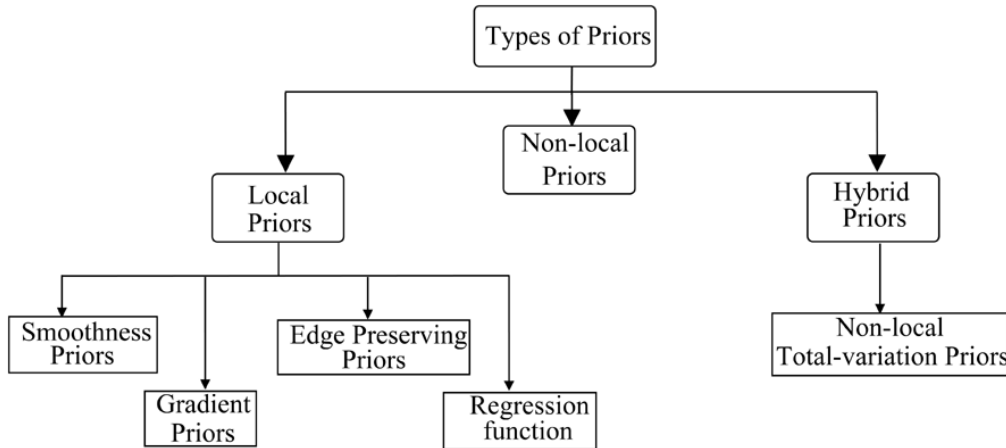 Types of Priors
Non-local
Priors
Local
Priors
Hybrid
Priors
Smoothness
Priors
Edge Preserving
Priors
Non-local
Total-variation Priors
Gradient
Priors
Regression
function